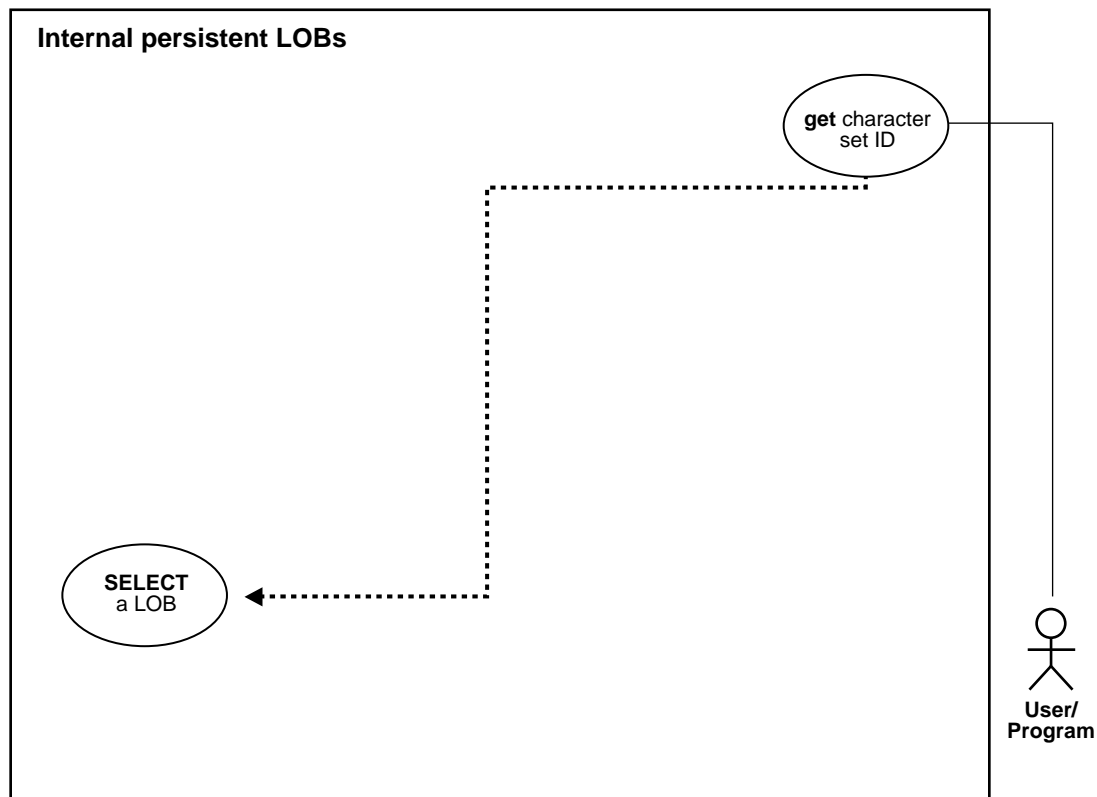 Internal persistent LOBs
get character
set ID
SELECT
a LOB
User/
Program